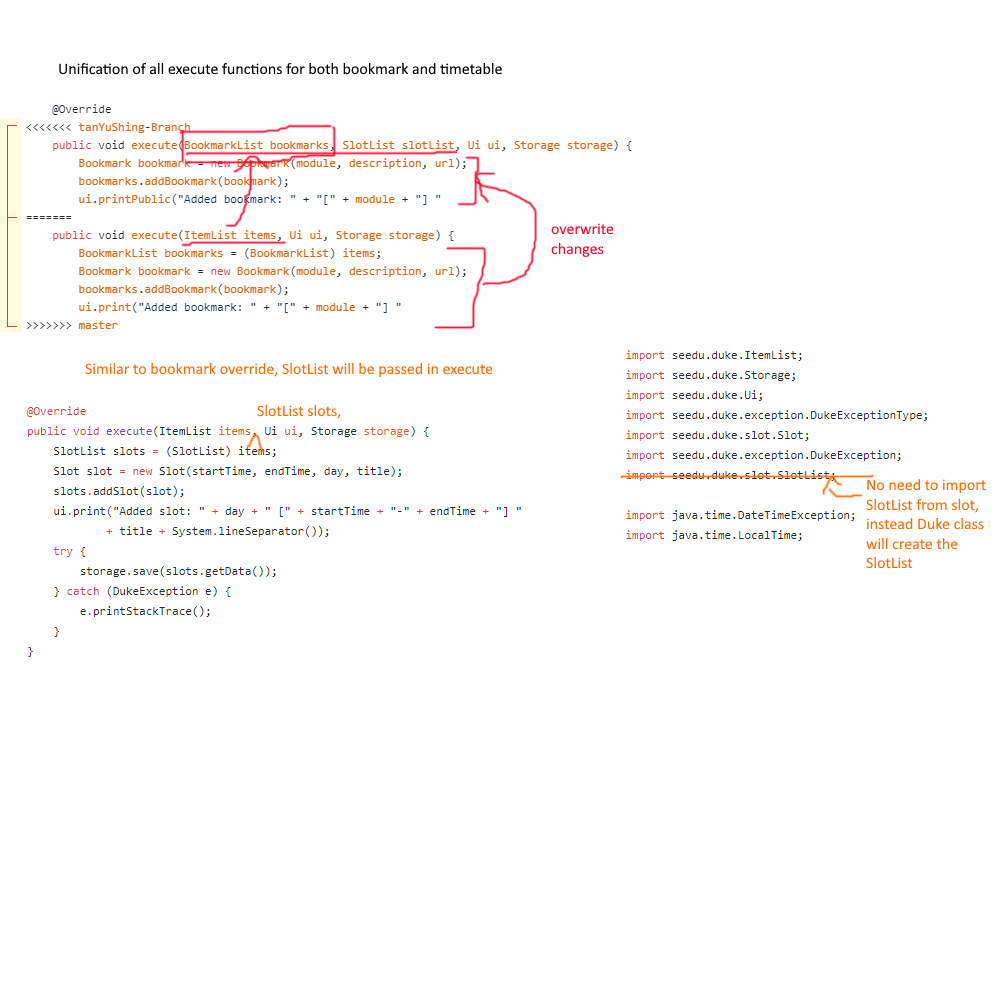 Unification of all execute functions for both bookmark and timetable
@Override
<<<<<<< tanYuShing-Branch
public void execute(BookmarkList bookmarks, SlotList slotList, Ui ui, Storage storage) {
Bookmark bookmark = new Bookmark(module, description, url);
bookmarks.addBookmark(bookmark);
ui.printPublic("Added bookmark: " + "[" + module + "] "
=======
public void execute(ItemList items, Ui ui, Storage storage) {
BookmarkList bookmarks = (BookmarkList) items;
Bookmark bookmark = new Bookmark(module, description, url);
bookmarks.addBookmark(bookmark);
ui.print("Added bookmark: " + "[" + module + "] "
>>>>>>> master
overwrite
changes
Similar to bookmark override, SlotList will be passed in execute
SlotList slots,
@Override
public void execute(ItemList items, Ui ui, Storage storage) {
SlotList slots = (SlotList) items;
Slot slot = new Slot(startTime, endTime, day, title);
slots.addSlot(slot);
ui.print("Added slot: " + day + " [" + startTime + "-" + endTime + "] "
+ title + System.lineSeparator());
try {
storage.save(slots.getData());
} catch (DukeException e) {
e.printStackTrace();
}
}
import seedu.duke.ItemList;
import seedu.duke.Storage;
import seedu.duke.Ui;
import seedu.duke.exception.DukeExceptionType;
import seedu.duke.slot.Slot;
import seedu.duke.exception.DukeException;
import seedu.duke.slot.SlotList;
import java.time.DateTimeException;
import java.time.LocalTime;
No need to import
SlotList from slot,
instead Duke class
will create the
SlotList